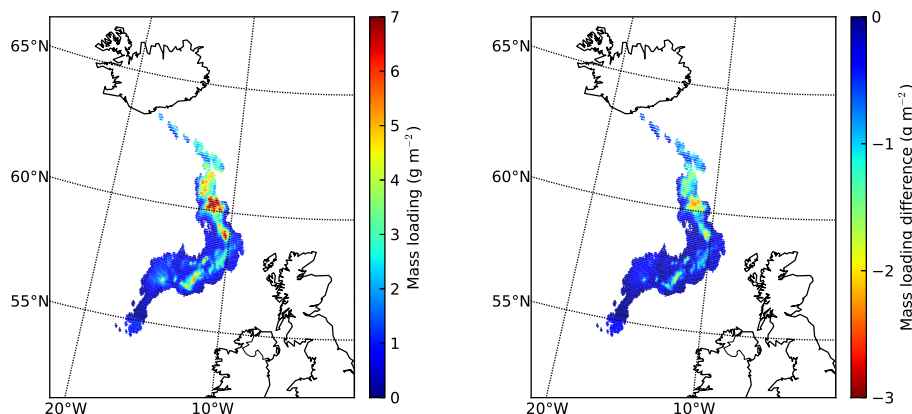 65°N
60°N
55°N
20°W
10°W
7
6
5
4
3
2
1
0
Mass loading (g m⁻²)
20°W
10°W
65°N
60°N
55°N
0
−1
−2
−3
Mass loading difference (g m⁻²)